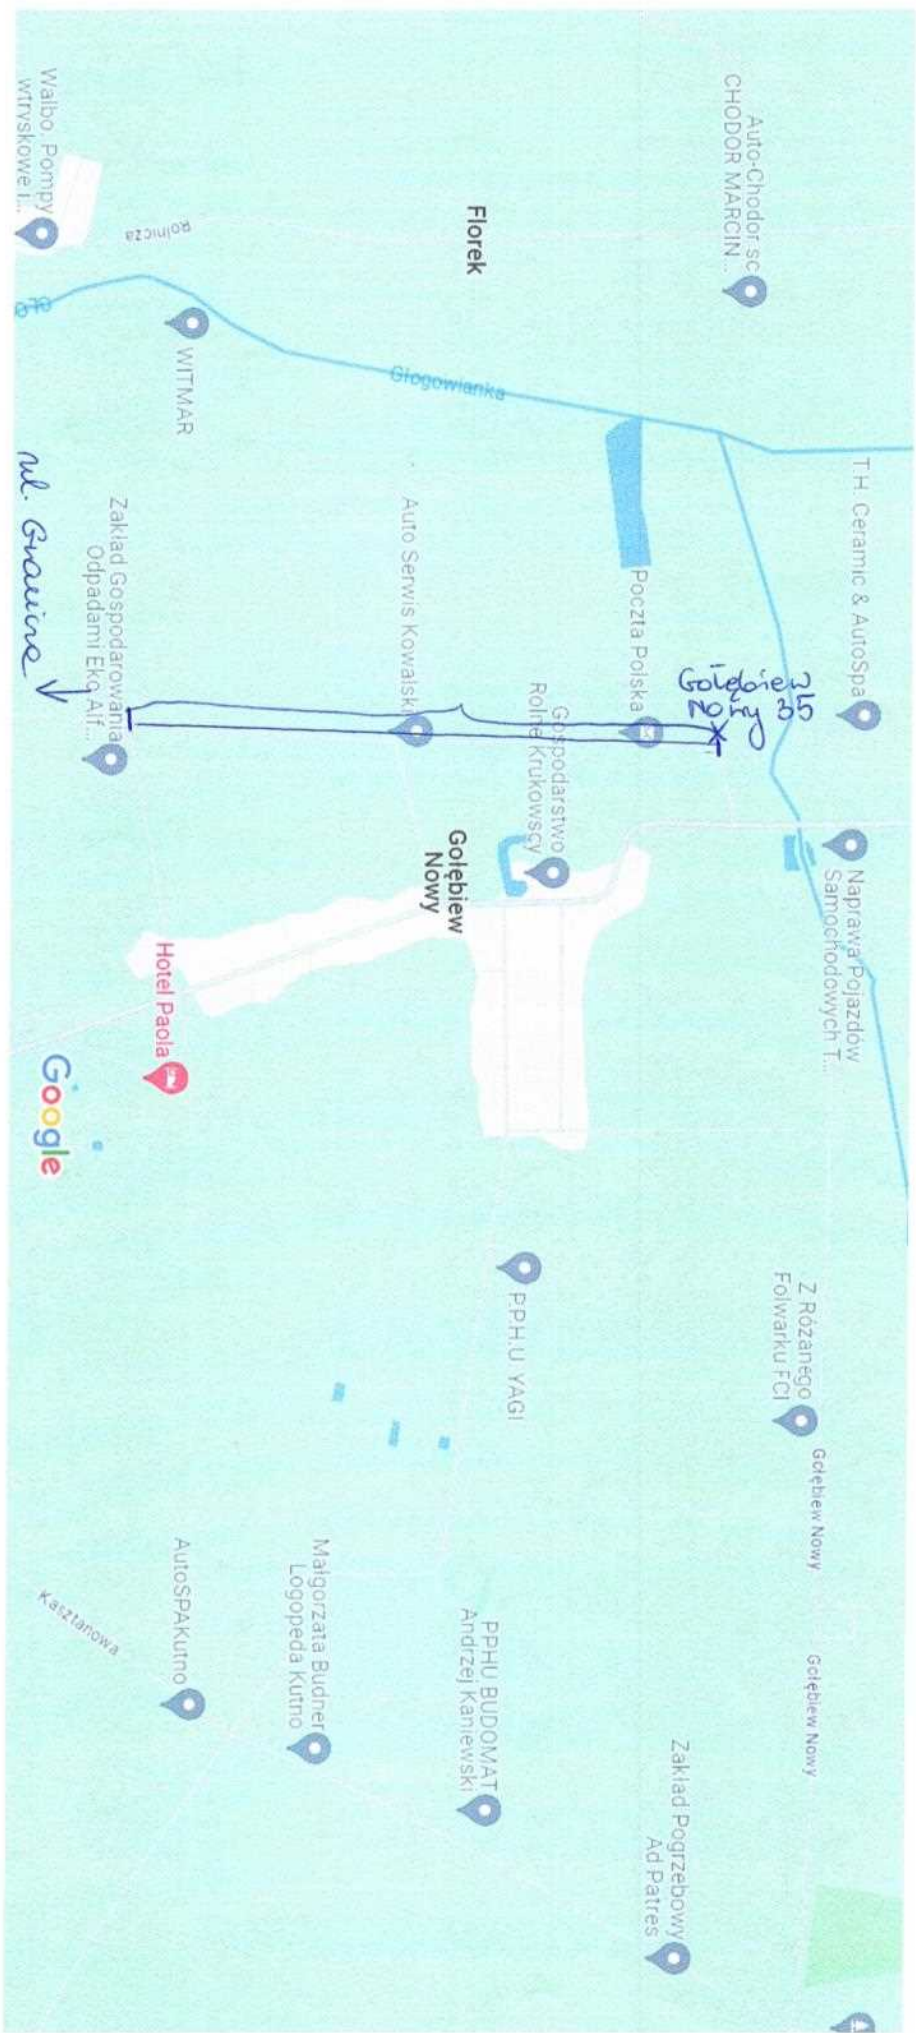 Auto-Chodor sc
CHODOR MARCIN...
Florek
Rolnicza
Walbo. Pompy
wtryskowe i...
WITMAR
Głogowianka
T.H. Ceramic & AutoSpa
Poczta Polska
Auto Serwis Kowalski
Zakład Gospodarowania
Odpadami Eko Alf...
ul. Graniczna
Gospodarstwo
Rolne Krukowscy
Naprawa Pojazdów
Samochodowych T...
Gołębiew
Nowy
Hotel Paola
Google
Z Różanego
Folwarku FCI
P.P.H.U. YAGI
Gołębiew Nowy
Gołębiew Nowy
PPHU BUDOMAT
Andrzej Kaniewski
Małgorzata Budner
Logopeda Kutno
AutoSPAKutno
Kasztanowa
Zakład Pogrzebowy
Ad Patres